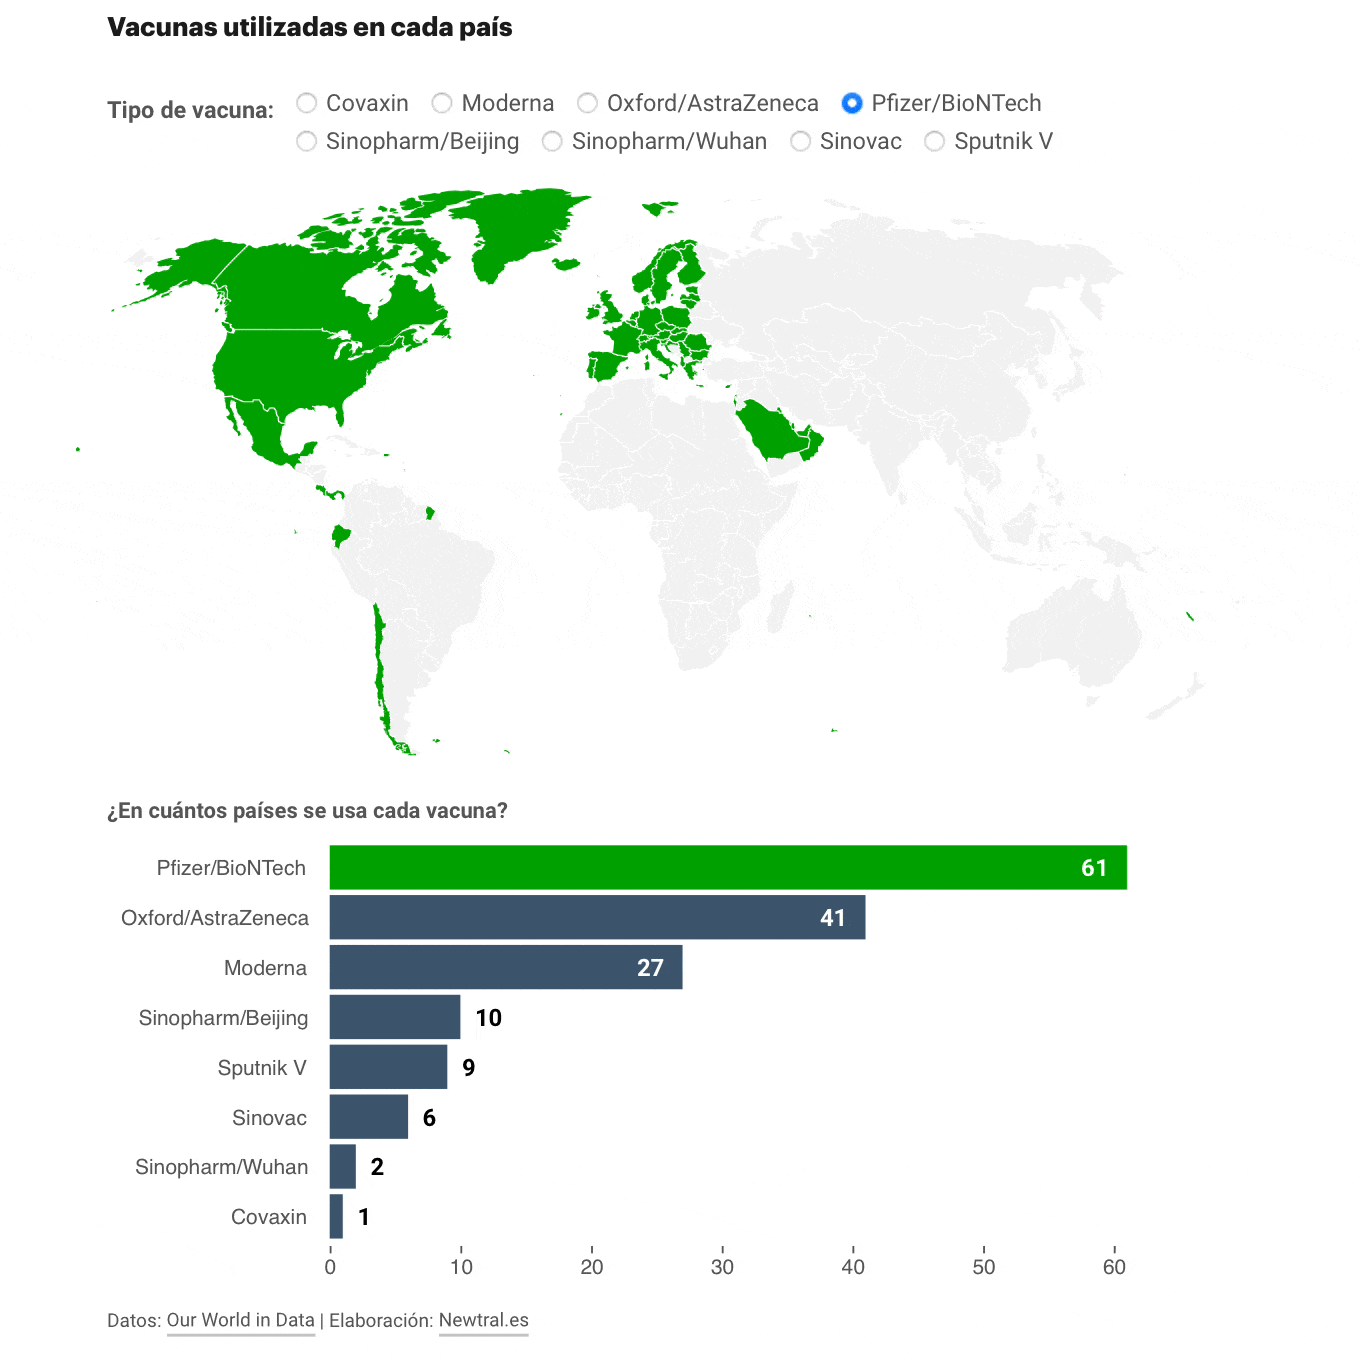 Vacunas utilizadas en cada país
Tipo de vacuna:
Covaxin Moderna Oxford/AstraZeneca Pfizer/BioNTech
Sinopharm/Beijing Sinopharm/Wuhan Sinovac Sputnik V
¿En cuántos países se usa cada vacuna?
Pfizer/BioNTech 61
Oxford/AstraZeneca 41
Moderna 27
Sinopharm/Beijing 10
Sputnik V 9
Sinovac 6
Sinopharm/Wuhan 2
Covaxin 1
0 10 20 30 40 50 60
Datos: Our World in Data | Elaboración: Newtral.es